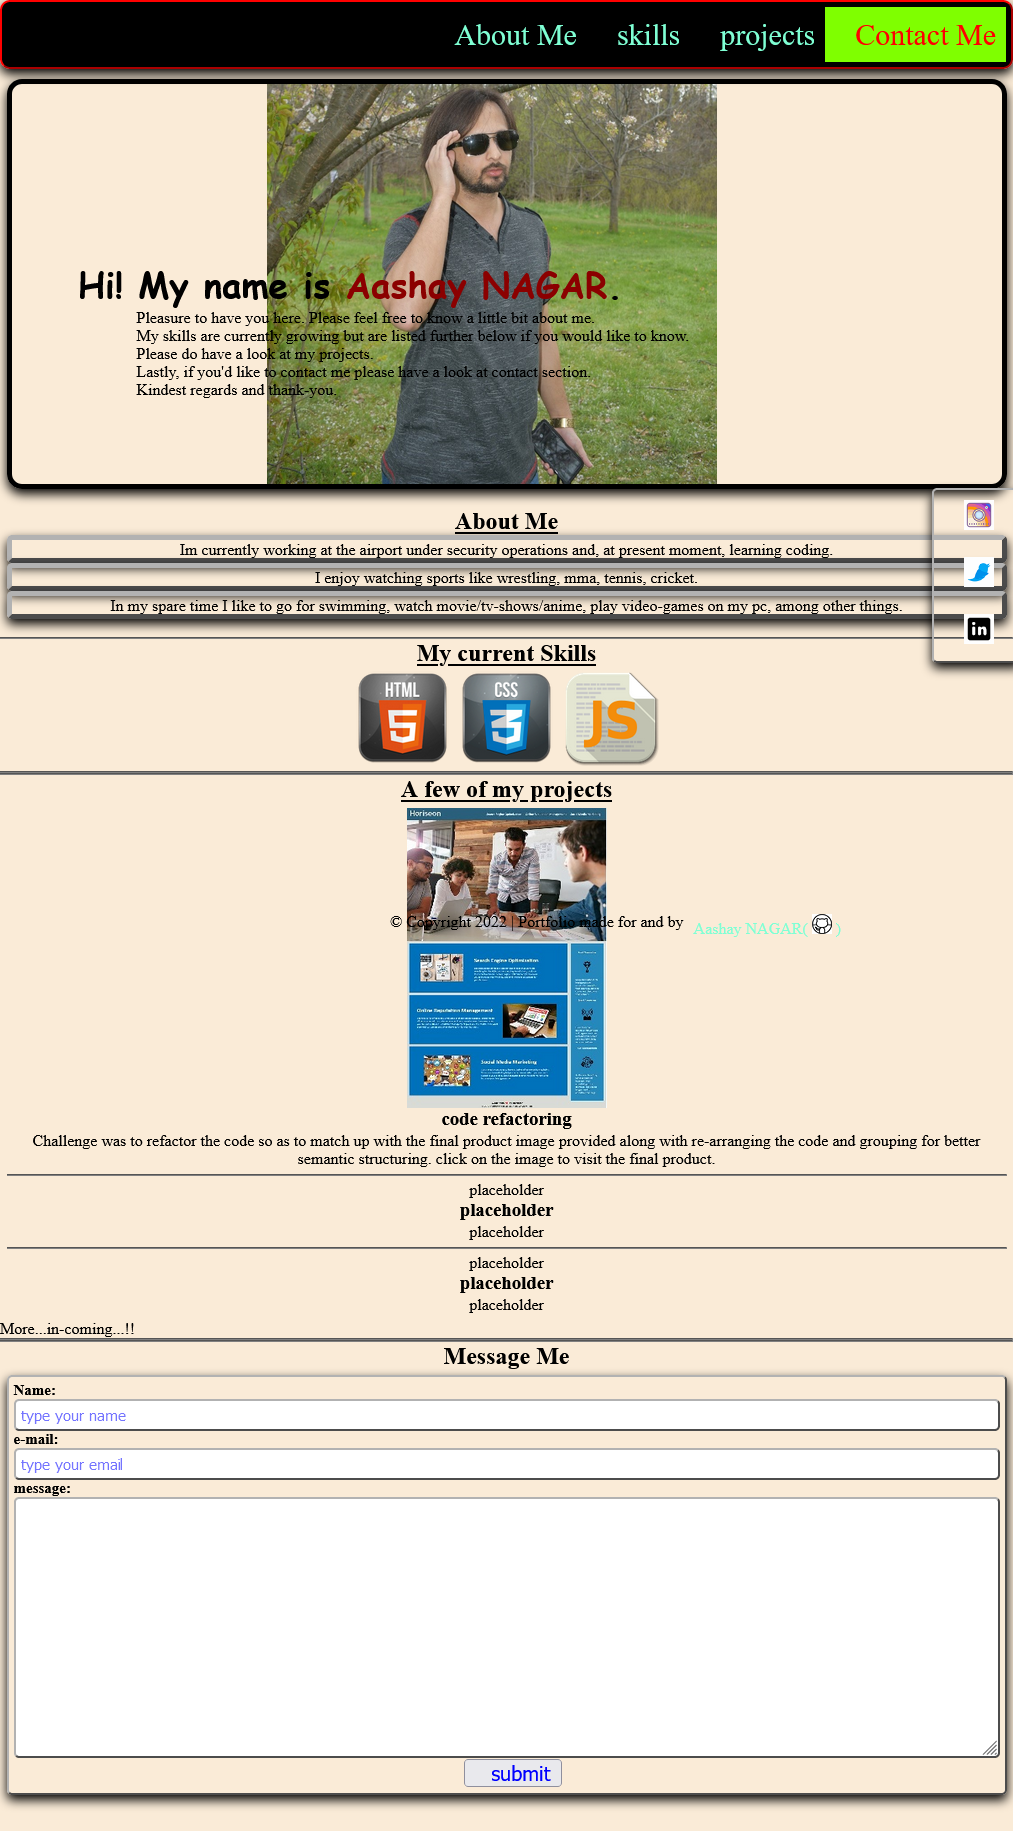 About Me skills projects Contact Me
Hi! My name is Aashay NAGAR.
Pleasure to have you here. Please feel free to know a little bit about me.
My skills are currently growing but are listed further below if you would like to know.
Please do have a look at my projects.
Lastly, if you'd like to contact me please have a look at contact section.
Kindest regards and thank-you.
About Me
Im currently working at the airport under security operations and, at present moment, learning coding.
I enjoy watching sports like wrestling, mma, tennis, cricket.
In my spare time I like to go for swimming, watch movie/tv-shows/anime, play video-games on my pc, among other things.
in
My current Skills
HTML 5 CSS 3 JS
A few of my projects
Horiseon
© Copyright 2022 | Portfolio made for and by Aashay NAGAR( )
Search Engine Optimization
Online Reputation Management
Social Media Marketing
code refactoring
Challenge was to refactor the code so as to match up with the final product image provided along with re-arranging the code and grouping for better
semantic structuring. click on the image to visit the final product.
placeholder
placeholder
placeholder
placeholder
placeholder
placeholder
More...in-coming...!!
Message Me
Name:
type your name
e-mail:
type your email
message:
submit